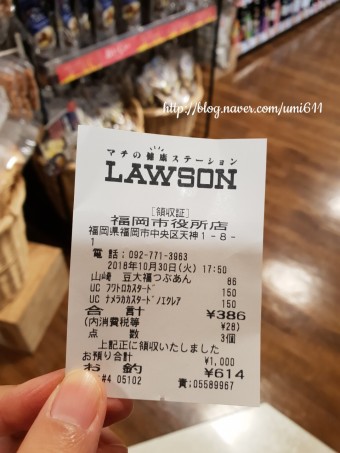 http://blog.naver.com/umi611
マチの健康ステーション
LAWSON
[領収証]
福岡市役所店
福岡県福岡市中央区天神1-8-
1
電話:092-771-3963
2018年10月30日(火) 17:50
山崎 豆大福つぶあん 86
UC フワトロカスタード 150
UC ナメラカカスタードノエクレア 150
合 計 ¥386
(内消費税等 ¥28)
点 数 3個
上記正に領収いたしました
お預り合計 ¥1,000
お 釣 ¥614
#4 05102 責:05589967